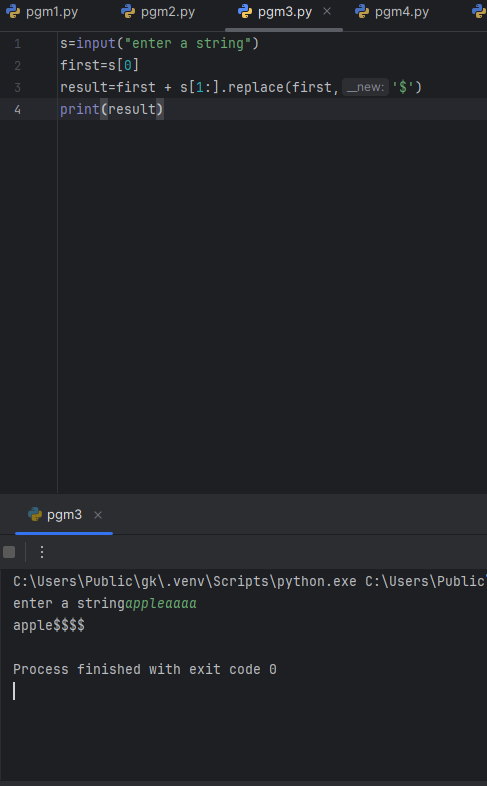 pgm1.py pgm2.py pgm3.py × pgm4.py
1 s=input("enter a string")
2 first=s[0]
3 result=first + s[1:].replace(first, __new: '$')
4 print(result)
pgm3 ×
C:\Users\Public\gk\.venv\Scripts\python.exe C:\Users\Public\
enter a stringappleaaaa
apple$$$$
Process finished with exit code 0